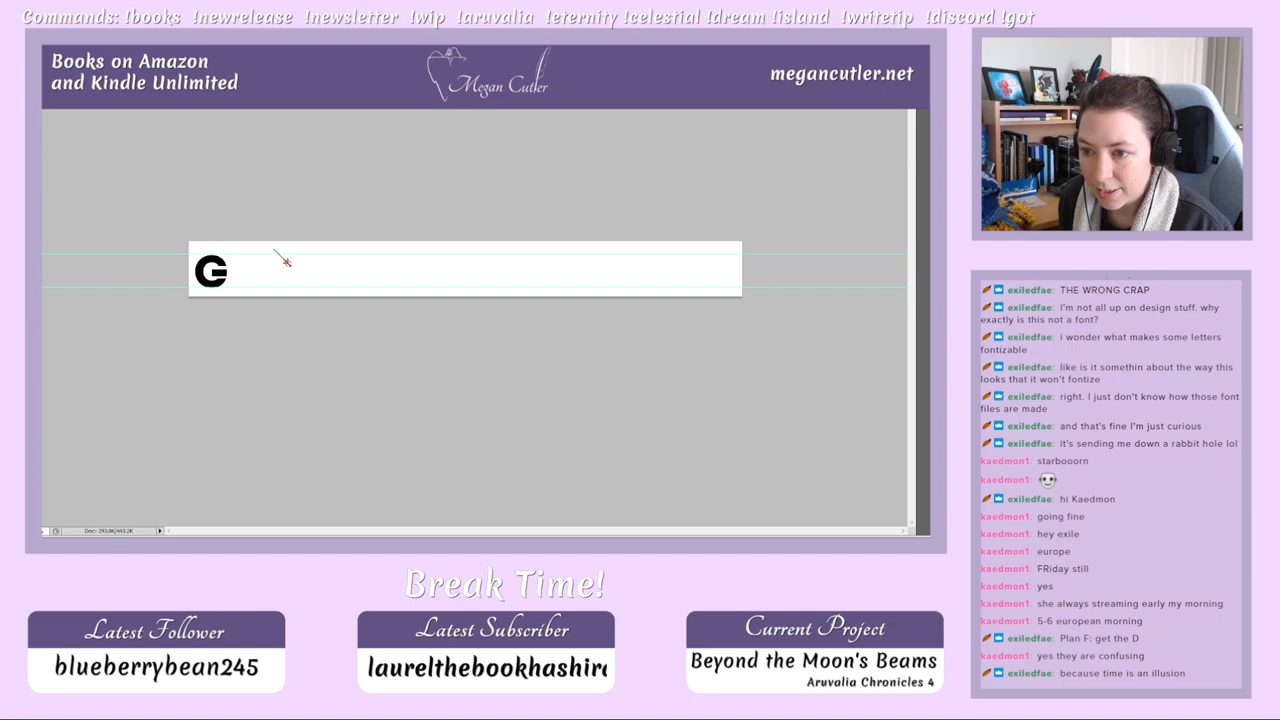 Commands: !books !newrelease !newsletter !wip !aruvalia !eternity !celestial !dream !island !writetip !discord !got
Books on Amazon
and Kindle Unlimited
Megan Cutler
megancutler.net
G
Doc: 293.0K/443.2K
exiledfae: THE WRONG CRAP
exiledfae: I'm not all up on design stuff. why
exactly is this not a font?
exiledfae: i wonder what makes some letters
fontizable
exiledfae: like is it somethin about the way this
looks that it won't fontize
exiledfae: right. I just don't know how those font
files are made
exiledfae: and that's fine I'm just curious
exiledfae: it's sending me down a rabbit hole lol
kaedmon1: starbooorn
kaedmon1:
exiledfae: hi Kaedmon
kaedmon1: going fine
kaedmon1: hey exile
kaedmon1: europe
kaedmon1: FRiday still
kaedmon1: yes
kaedmon1: she always streaming early my morning
kaedmon1: 5-6 european morning
exiledfae: Plan F: get the D
kaedmon1: yes they are confusing
exiledfae: because time is an illusion
Break Time!
Latest Follower
blueberrybean245
Latest Subscriber
laurelthebookhashira
Current Project
Beyond the Moon's Beams
Aruvalia Chronicles 4